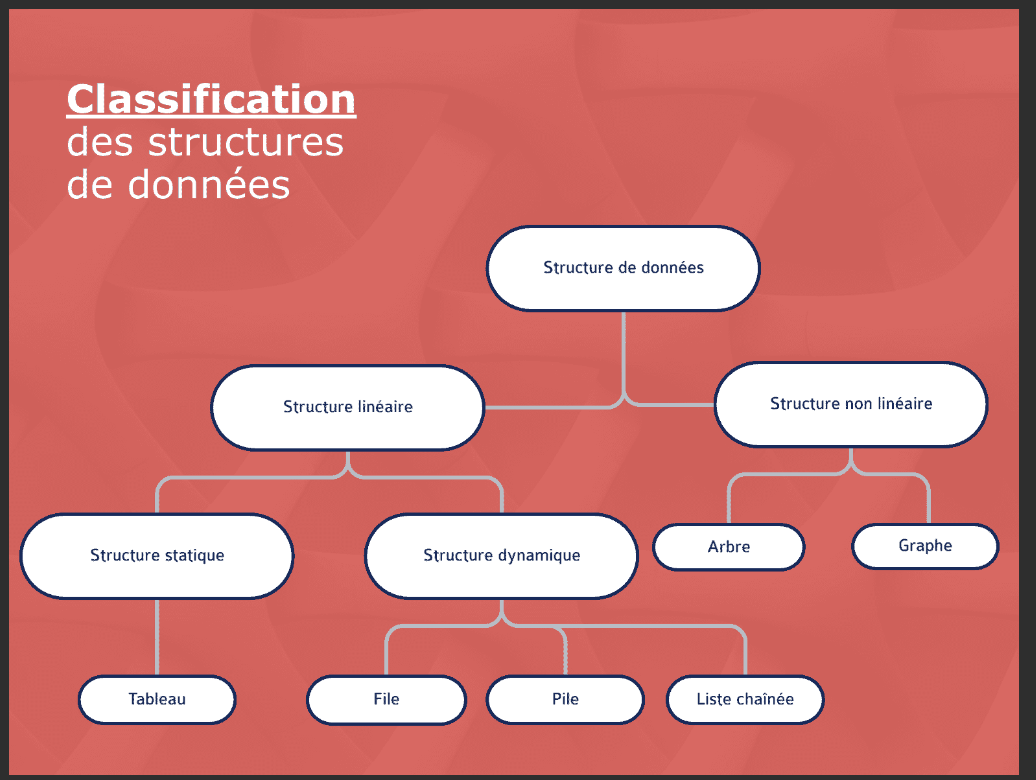 Classification
des structures
de données
Structure de données
Structure linéaire
Structure non linéaire
Structure statique
Structure dynamique
Arbre
Graphe
Tableau
File
Pile
Liste chaînée